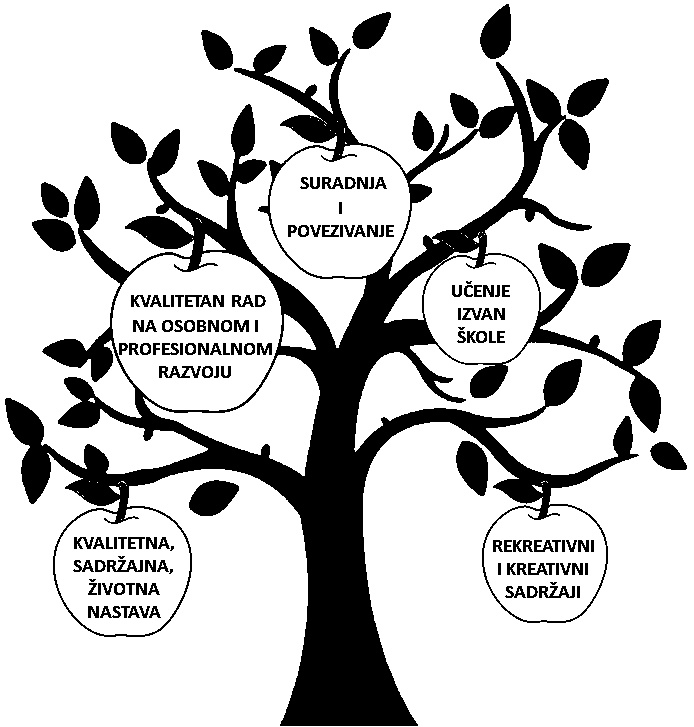 SURADNJA
I
POVEZIVANJE
KVALITETAN RAD
NA OSOBNOM I
PROFESIONALNOM
RAZVOJU
UČENJE
IZVAN
ŠKOLE
KVALITETNA,
SADRŽAJNA,
ŽIVOTNA
NASTAVA
REKREATIVNI
I KREATIVNI
SADRŽAJI